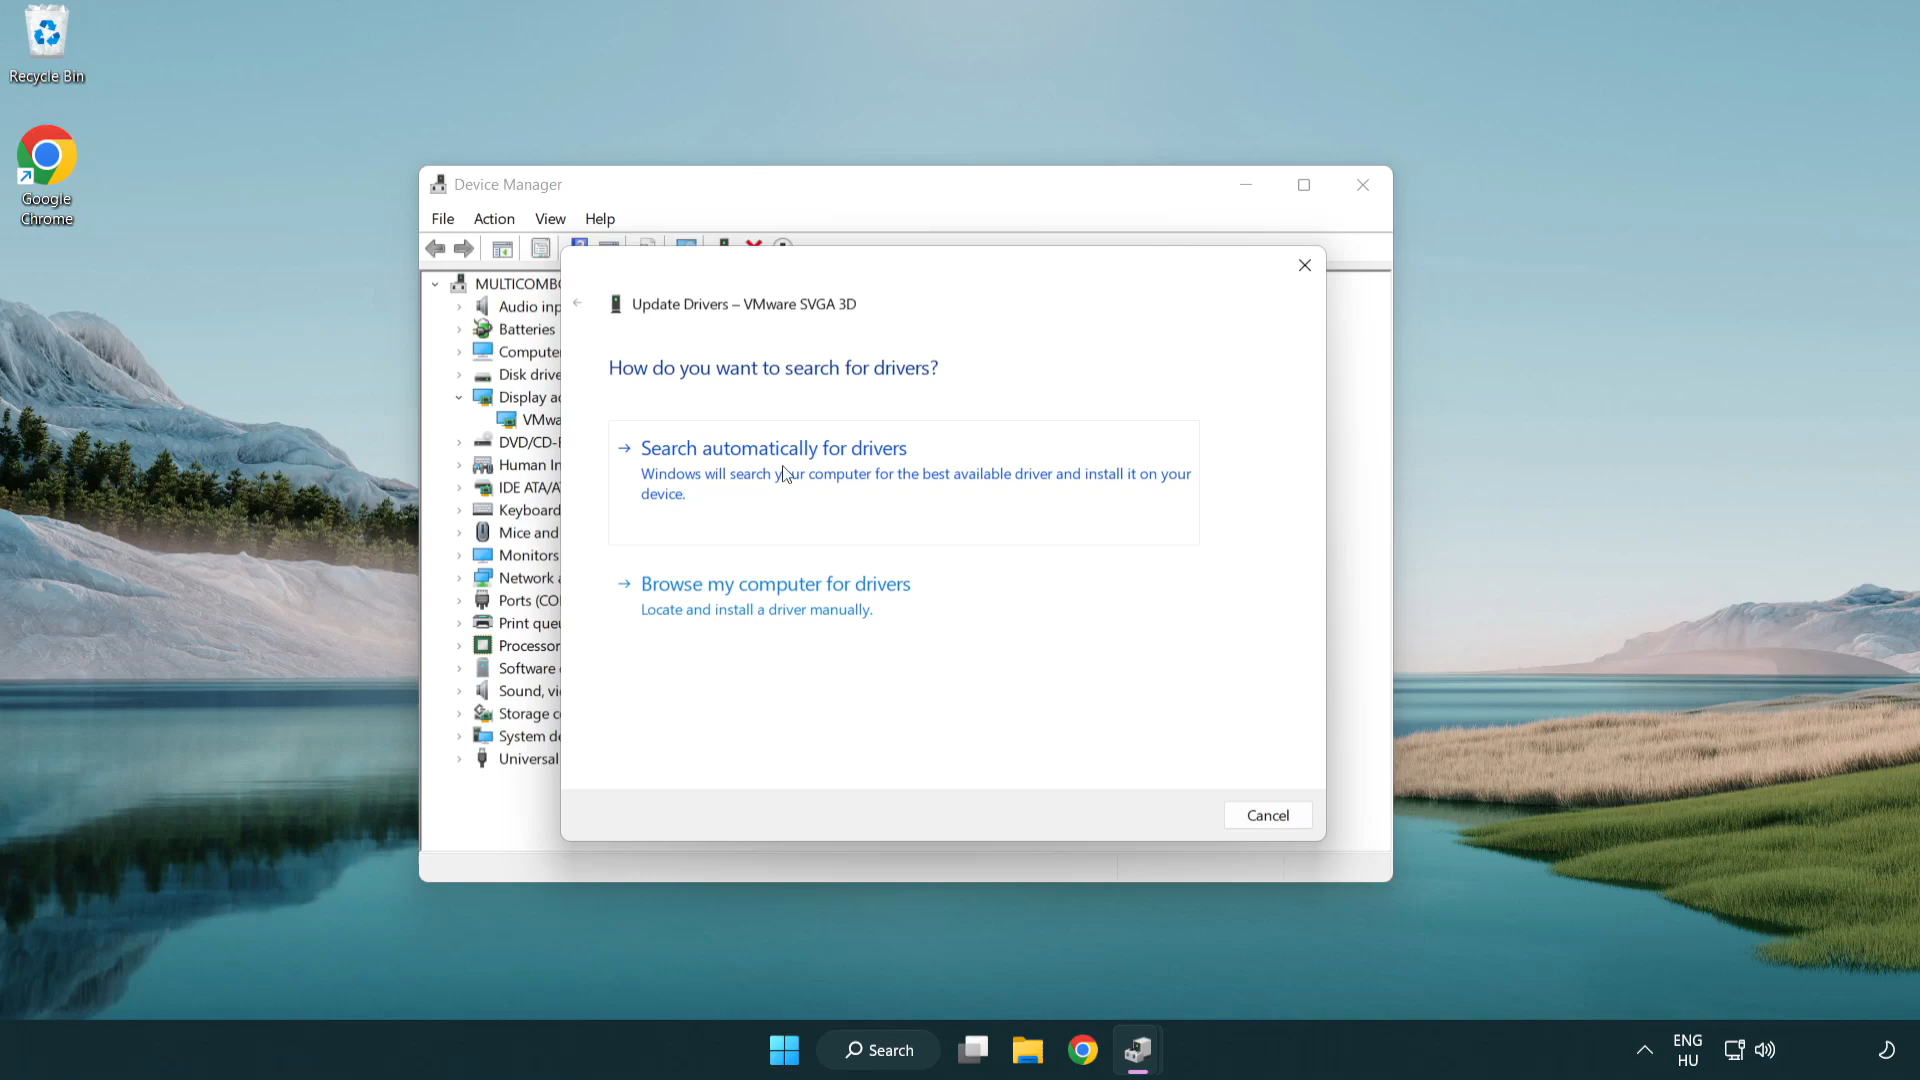 Recycle Bin
Google
Chrome
Device Manager
File Action View Help
Update Drivers – VMware SVGA 3D
How do you want to search for drivers?
Search automatically for drivers
Windows will search your computer for the best available driver and install it on your
device.
Browse my computer for drivers
Locate and install a driver manually.
Cancel
MULTICOMBO
Audio inp
Batteries
Compute
Disk drive
Display a
VMwa
DVD/CD-R
Human In
IDE ATA/A
Keyboard
Mice and
Monitors
Network a
Ports (CO
Print queu
Processor
Software
Sound, vi
Storage c
System de
Universal
Search
ENG
HU